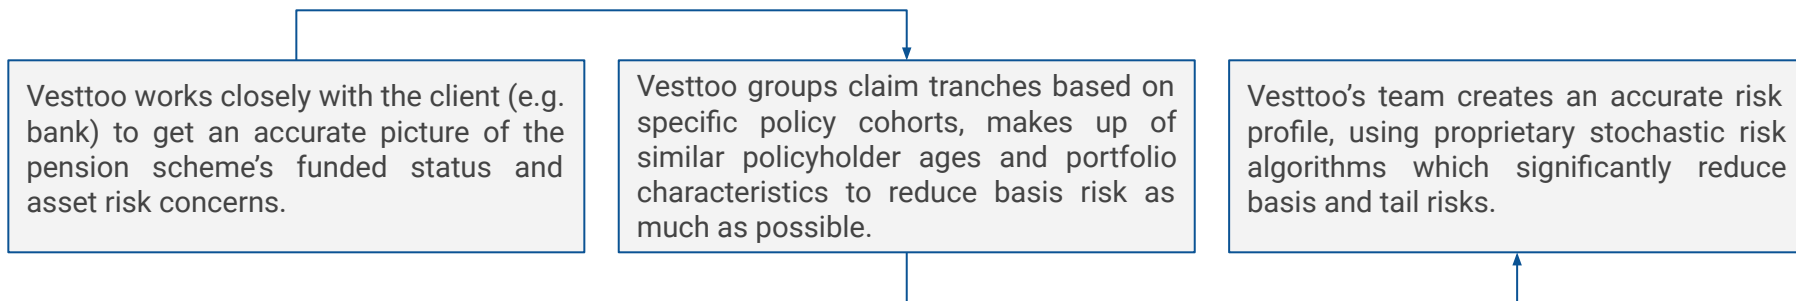 Vesttoo works closely with the client (e.g.
bank) to get an accurate picture of the
pension scheme’s funded status and
asset risk concerns.
Vesttoo groups claim tranches based on
specific policy cohorts, makes up of
similar policyholder ages and portfolio
characteristics to reduce basis risk as
much as possible.
Vesttoo’s team creates an accurate risk
profile, using proprietary stochastic risk
algorithms which significantly reduce
basis and tail risks.